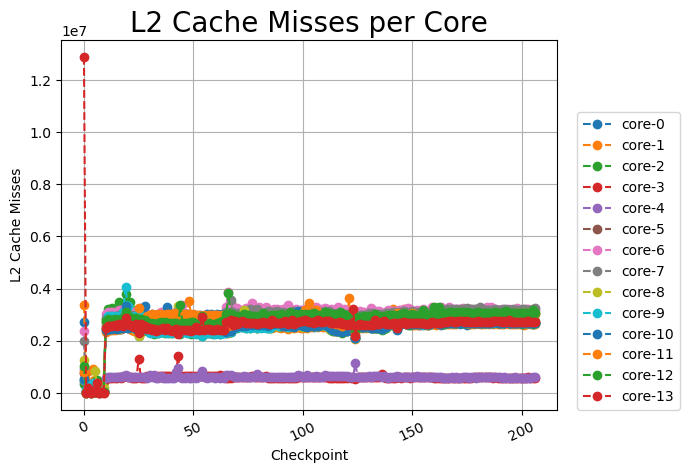 L2 Cache Misses per Core
1e7
1.2
1.0
0.8
0.6
0.4
0.2
0.0
L2 Cache Misses
0
50
100
150
200
Checkpoint
core-0
core-1
core-2
core-3
core-4
core-5
core-6
core-7
core-8
core-9
core-10
core-11
core-12
core-13